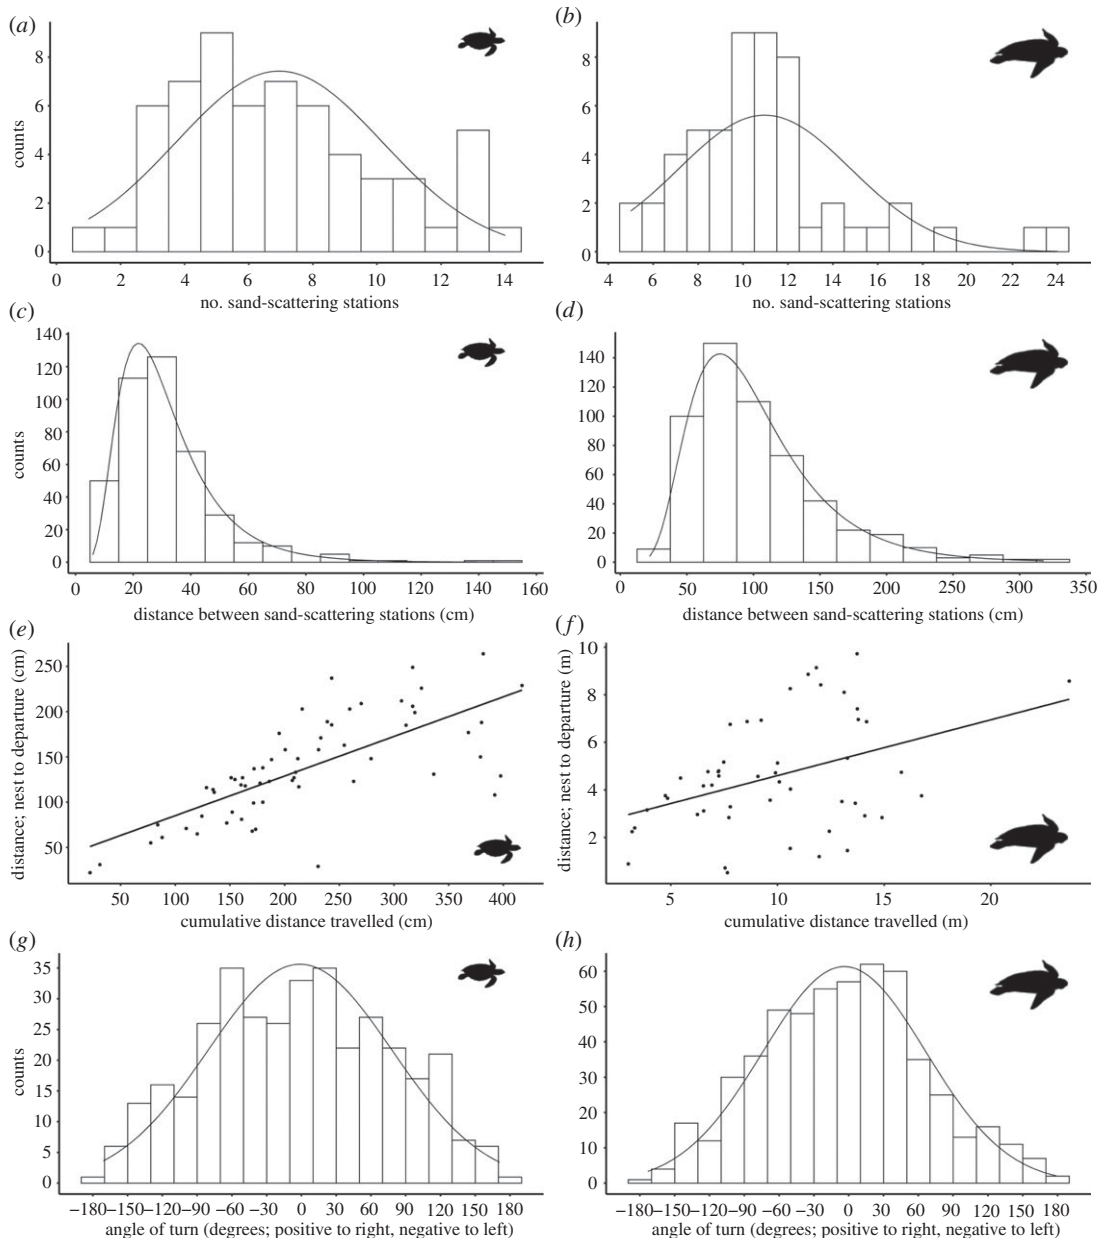 (a)
(b)
counts
8
6
4
2
0
0 2 4 6 8 10 12 14
no. sand-scattering stations
8
6
4
2
0
4 6 8 10 12 14 16 18 20 22 24
no. sand-scattering stations
(c)
(d)
counts
140
120
100
80
60
40
20
0
0 20 40 60 80 100 120 140 160
distance between sand-scattering stations (cm)
140
120
100
80
60
40
20
0
0 50 100 150 200 250 300 350
distance between sand-scattering stations (cm)
(e)
(f)
distance; nest to departure (cm)
250
200
150
100
50
50 100 150 200 250 300 350 400
cumulative distance travelled (cm)
distance; nest to departure (m)
10
8
6
4
2
5 10 15 20
cumulative distance travelled (m)
(g)
(h)
counts
35
30
25
20
15
10
5
0
−180−150−120−90 −60 −30 0 30 60 90 120 150 180
angle of turn (degrees; positive to right, negative to left)
60
50
40
30
20
10
0
−180−150−120−90 −60−30 0 30 60 90 120 150 180
angle of turn (degrees; positive to right, negative to left)